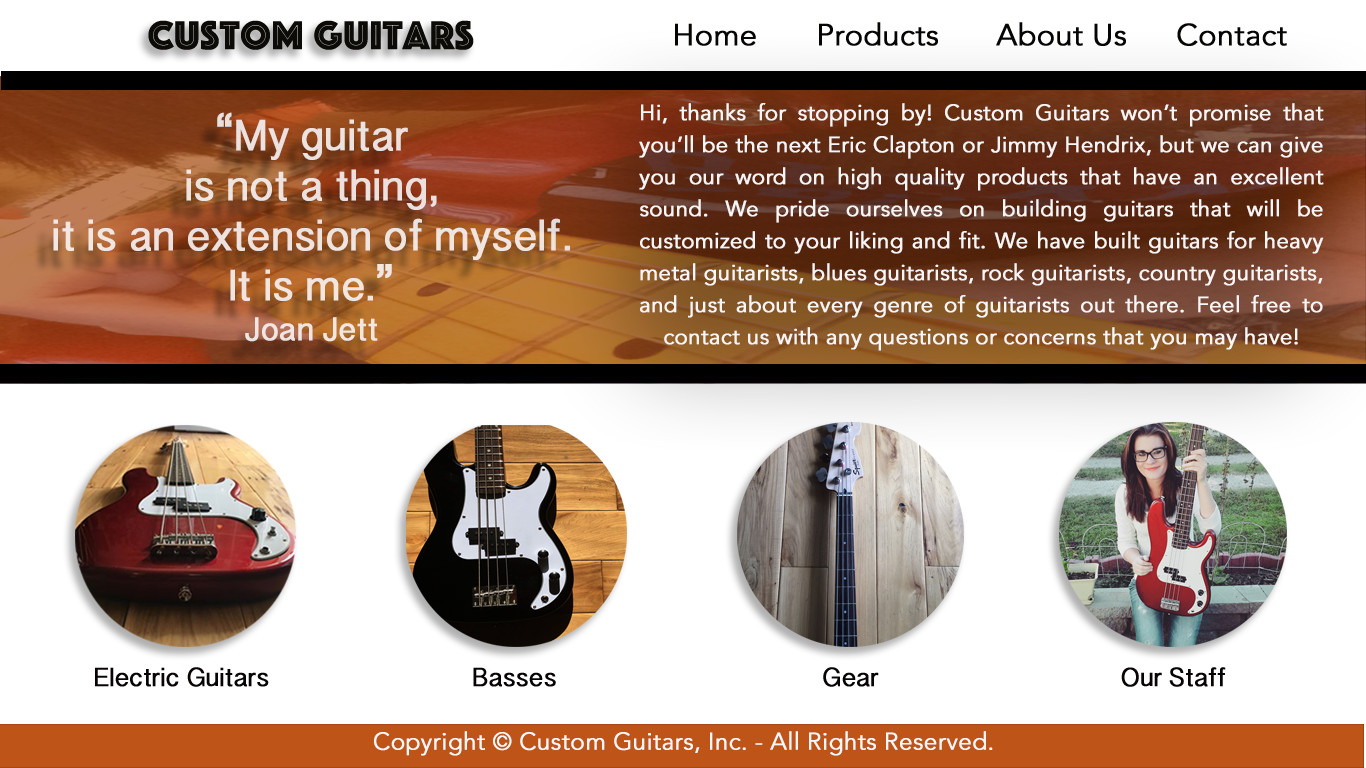 CUSTOM GUITARS
Home Products About Us Contact
“My guitar
is not a thing,
it is an extension of myself.
It is me.”
Joan Jett
Hi, thanks for stopping by! Custom Guitars won’t promise that
you’ll be the next Eric Clapton or Jimmy Hendrix, but we can give
you our word on high quality products that have an excellent
sound. We pride ourselves on building guitars that will be
customized to your liking and fit. We have built guitars for heavy
metal guitarists, blues guitarists, rock guitarists, country guitarists,
and just about every genre of guitarists out there. Feel free to
contact us with any questions or concerns that you may have!
Electric Guitars
Basses
Gear
Our Staff
Copyright © Custom Guitars, Inc. - All Rights Reserved.